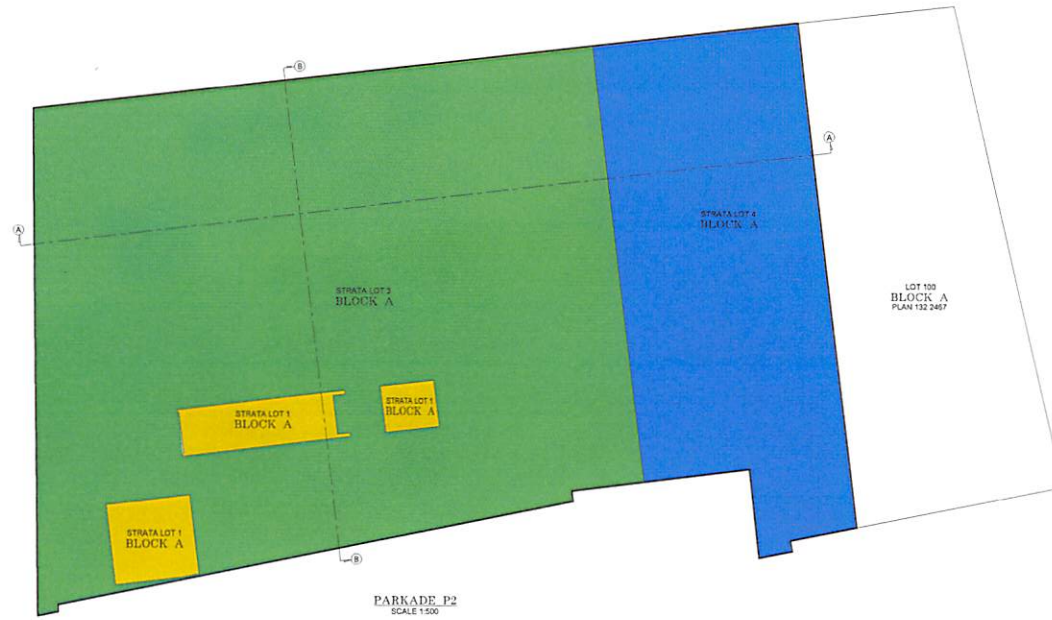 B
A
STRATA LOT 4
BLOCK A
A
STRATA LOT 3
BLOCK A
LOT 100
BLOCK A
PLAN 132 2467
STRATA LOT 1
BLOCK A
STRATA LOT 1
BLOCK A
STRATA LOT 1
BLOCK A
B
PARKADE P2
SCALE 1:500